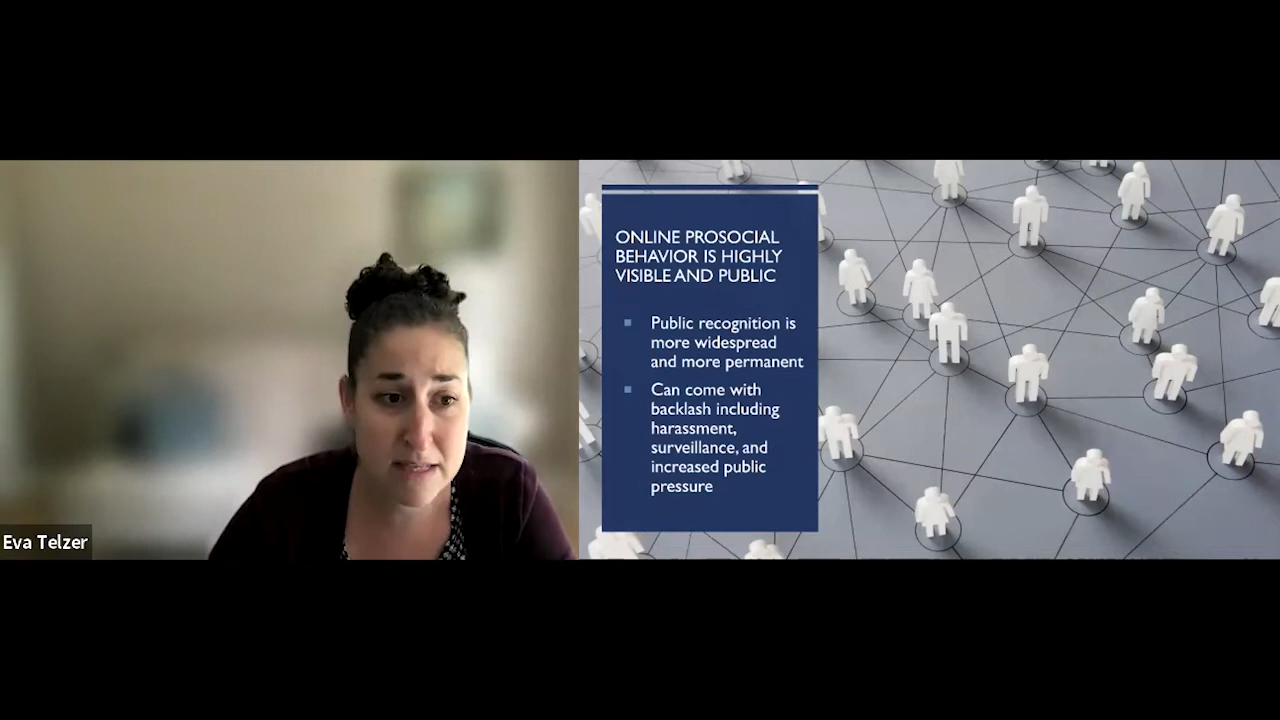 ONLINE PROSOCIAL
BEHAVIOR IS HIGHLY
VISIBLE AND PUBLIC
Public recognition is
more widespread
and more permanent
Can come with
backlash including
harassment,
surveillance, and
increased public
pressure
Eva Telzer